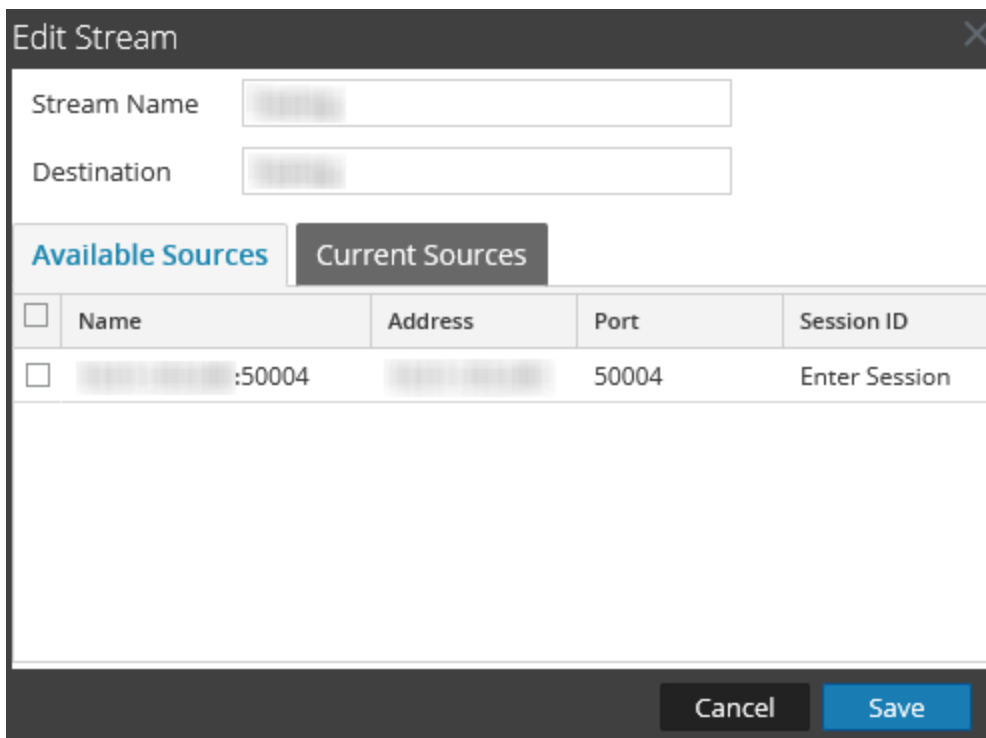 Edit Stream
Stream Name
Destination
Available Sources Current Sources
Name Address Port Session ID
:50004 50004 Enter Session
Cancel Save